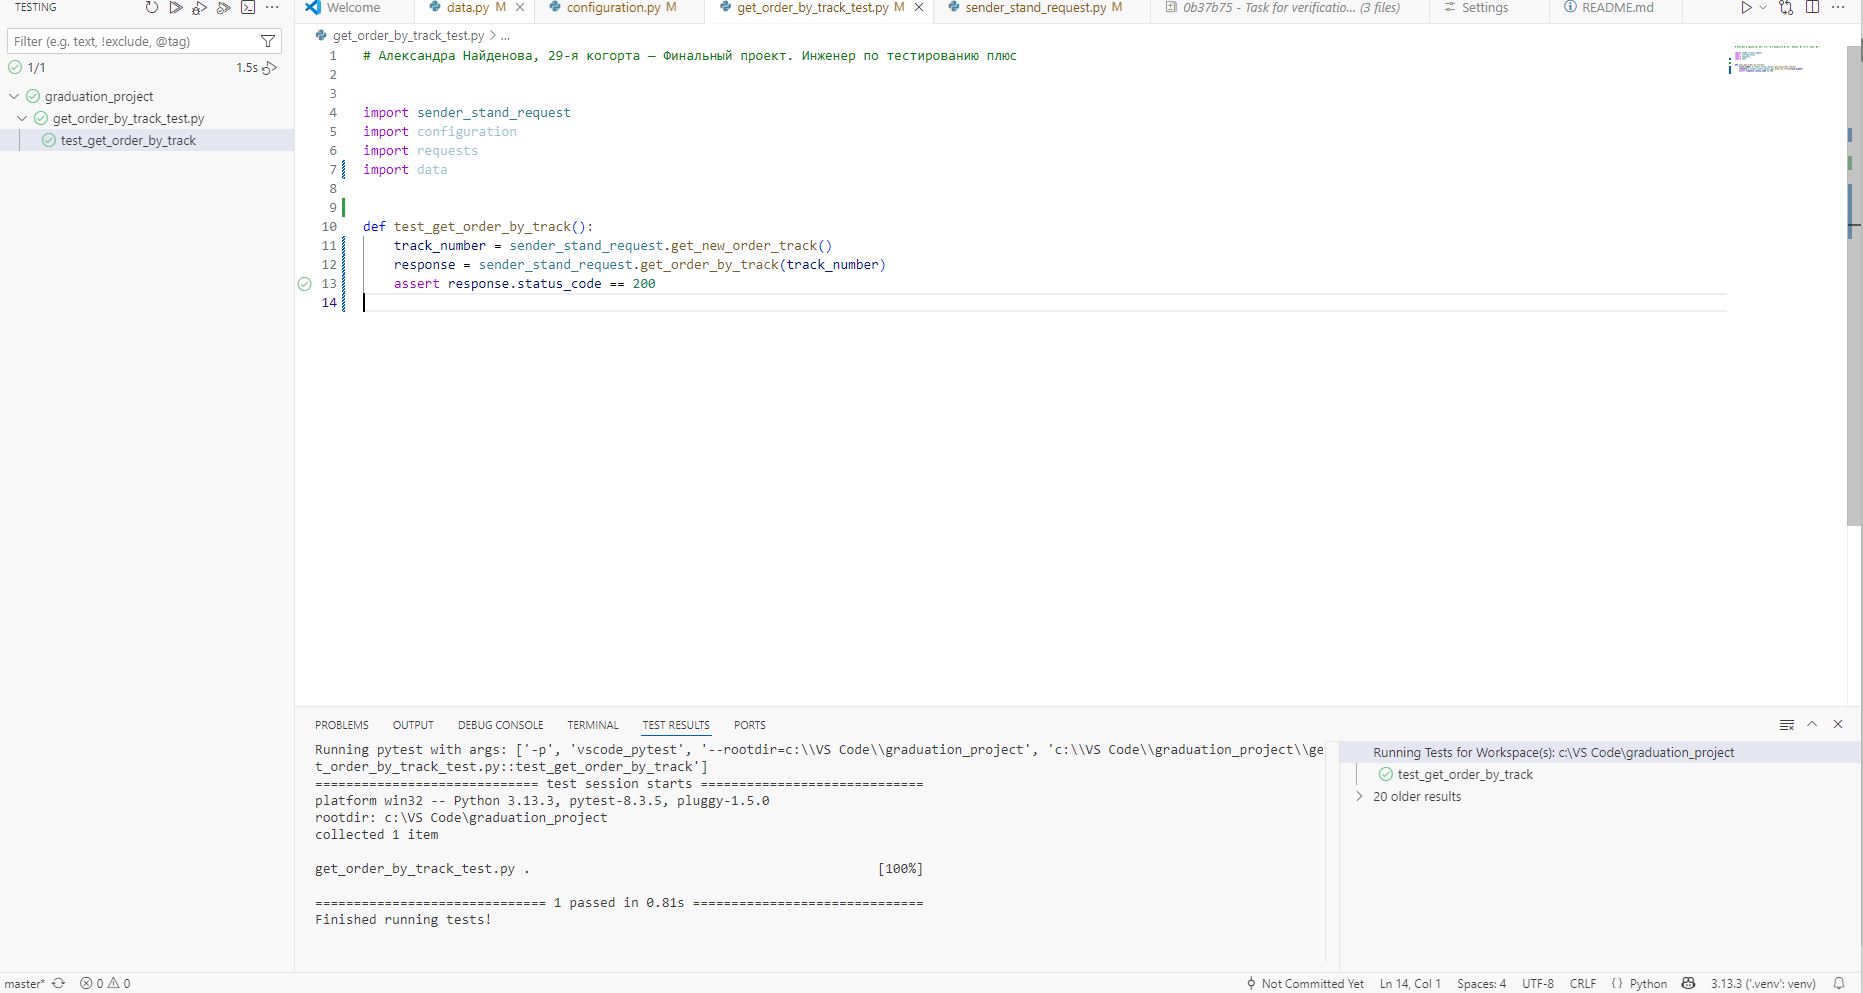 TESTING
Filter (e.g. text, !exclude, @tag)
1/1
1.5s
graduation_project
get_order_by_track_test.py
test_get_order_by_track
Welcome
data.py M
configuration.py M
get_order_by_track_test.py M
sender_stand_request.py M
0b37b75 - Task for verificatio... (3 files)
Settings
README.md
get_order_by_track_test.py > ...
1 # Александра Найденова, 29-я когорта — Финальный проект. Инженер по тестированию плюс
2
3
4 import sender_stand_request
5 import configuration
6 import requests
7 import data
8
9
10 def test_get_order_by_track():
11 track_number = sender_stand_request.get_new_order_track()
12 response = sender_stand_request.get_order_by_track(track_number)
13 assert response.status_code == 200
14
PROBLEMS OUTPUT DEBUG CONSOLE TERMINAL TEST RESULTS PORTS
Running pytest with args: ['-p', 'vscode_pytest', '--rootdir=c:\\VS Code\\graduation_project', 'c:\\VS Code\\graduation_project\\ge
t_order_by_track_test.py::test_get_order_by_track']
============================= test session starts =============================
platform win32 -- Python 3.13.3, pytest-8.3.5, pluggy-1.5.0
rootdir: c:\VS Code\graduation_project
collected 1 item
get_order_by_track_test.py . [100%]
============================== 1 passed in 0.81s ==============================
Finished running tests!
Running Tests for Workspace(s): c:\VS Code\graduation_project
test_get_order_by_track
20 older results
master* 0 0 Not Committed Yet Ln 14, Col 1 Spaces: 4 UTF-8 CRLF {} Python 3.13.3 ('.venv': venv)